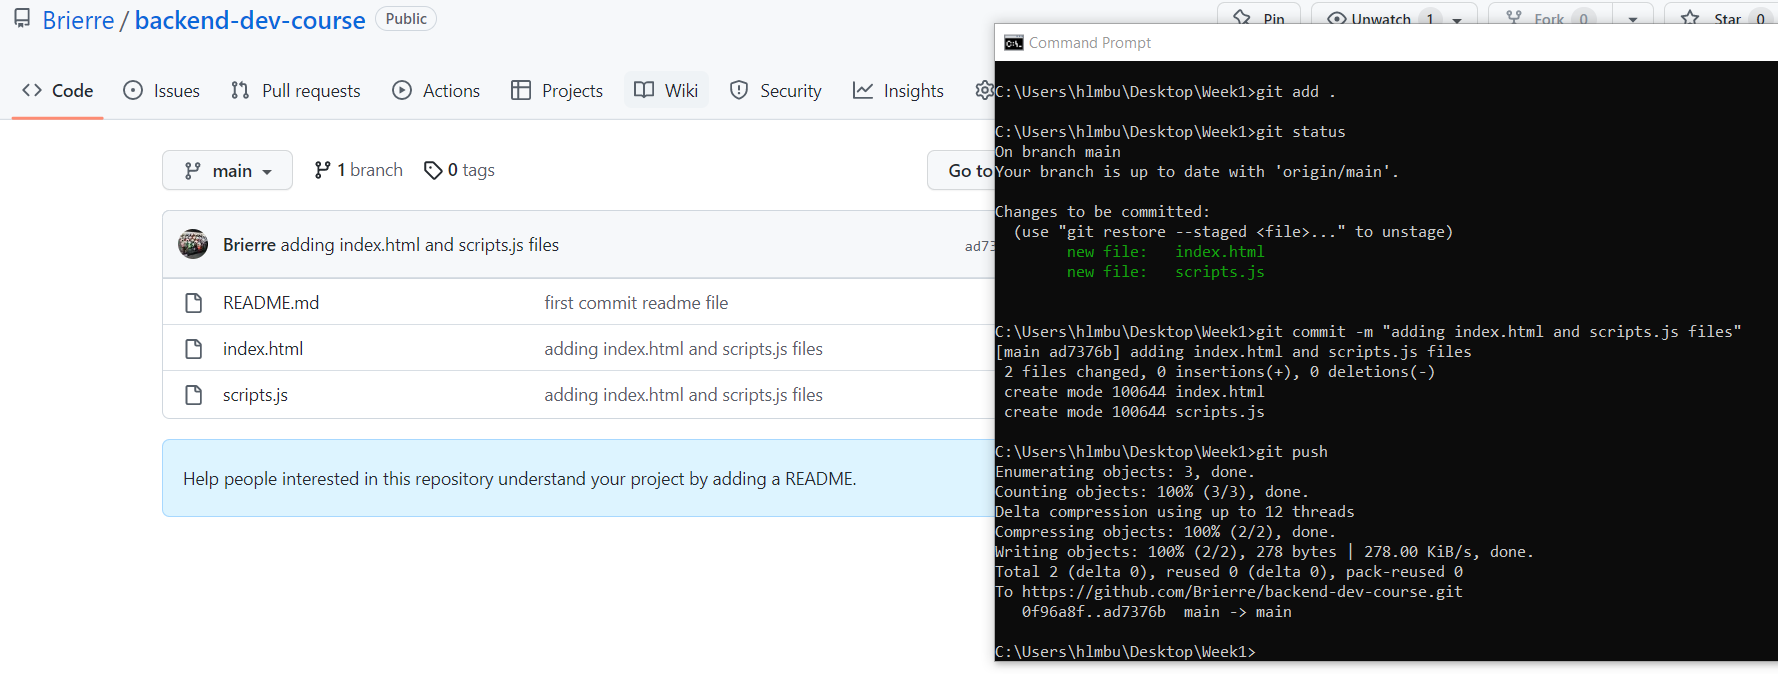 Brierre / backend-dev-course Public
Pin Unwatch 1 Fork 0 Star 0
Code Issues Pull requests Actions Projects Wiki Security Insights
main 1 branch 0 tags Go to
Brierre adding index.html and scripts.js files ad73
README.md first commit readme file
index.html adding index.html and scripts.js files
scripts.js adding index.html and scripts.js files
Help people interested in this repository understand your project by adding a README.
Command Prompt
C:\Users\hlmbu\Desktop\Week1>git add .
C:\Users\hlmbu\Desktop\Week1>git status
On branch main
Your branch is up to date with 'origin/main'.
Changes to be committed:
(use "git restore --staged <file>..." to unstage)
new file: index.html
new file: scripts.js
C:\Users\hlmbu\Desktop\Week1>git commit -m "adding index.html and scripts.js files"
[main ad7376b] adding index.html and scripts.js files
2 files changed, 0 insertions(+), 0 deletions(-)
create mode 100644 index.html
create mode 100644 scripts.js
C:\Users\hlmbu\Desktop\Week1>git push
Enumerating objects: 3, done.
Counting objects: 100% (3/3), done.
Delta compression using up to 12 threads
Compressing objects: 100% (2/2), done.
Writing objects: 100% (2/2), 278 bytes | 278.00 KiB/s, done.
Total 2 (delta 0), reused 0 (delta 0), pack-reused 0
To https://github.com/Brierre/backend-dev-course.git
0f96a8f..ad7376b main -> main
C:\Users\hlmbu\Desktop\Week1>